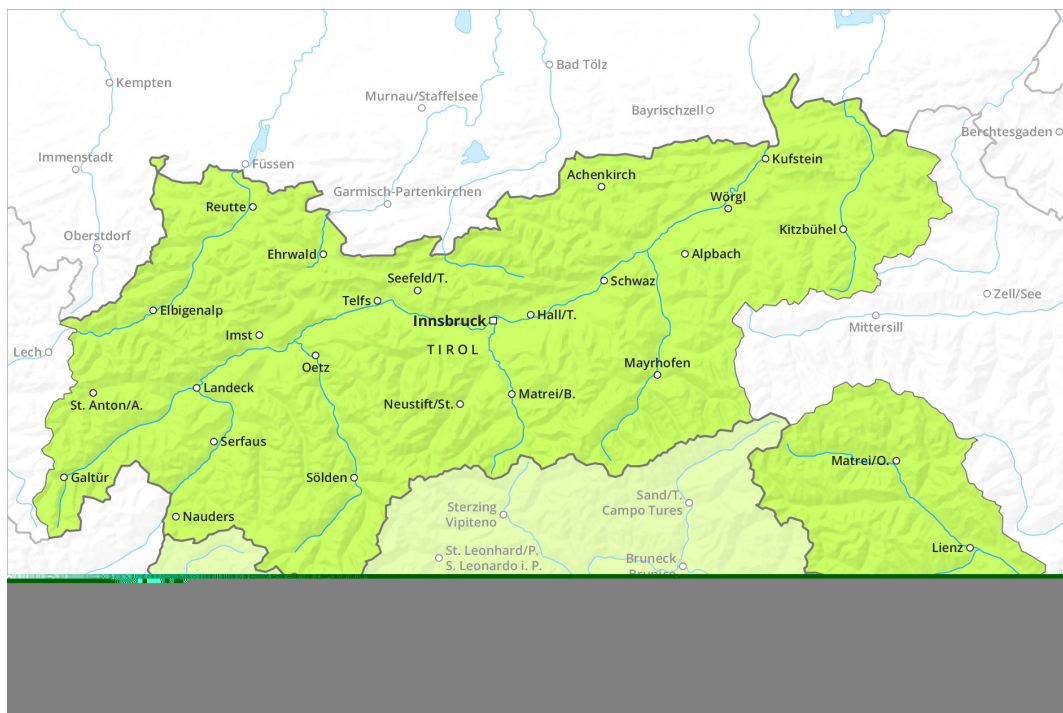 Kempten
Bad Tölz
Murnau/Staffelsee
Bayrischzell
Berchtesgaden
Immenstadt
Füssen
Kufstein
Achenkirch
Garmisch-Partenkirchen
Wörgl
Reutte
Oberstdorf
Kitzbühel
Ehrwald
Alpbach
Seefeld/T.
Schwaz
Zell/See
Telfs
Elbigenalp
Innsbruck
Hall/T.
Mittersill
Imst
TIROL
Lech
Oetz
Mayrhofen
Landeck
Matrei/B.
St. Anton/A.
Neustift/St.
Serfaus
Matrei/O.
Galtür
Sölden
Sand/T.
Campo Tures
Sterzing
Vipiteno
Nauders
Lienz
St. Leonhard/P.
S. Leonardo i. P.
Bruneck